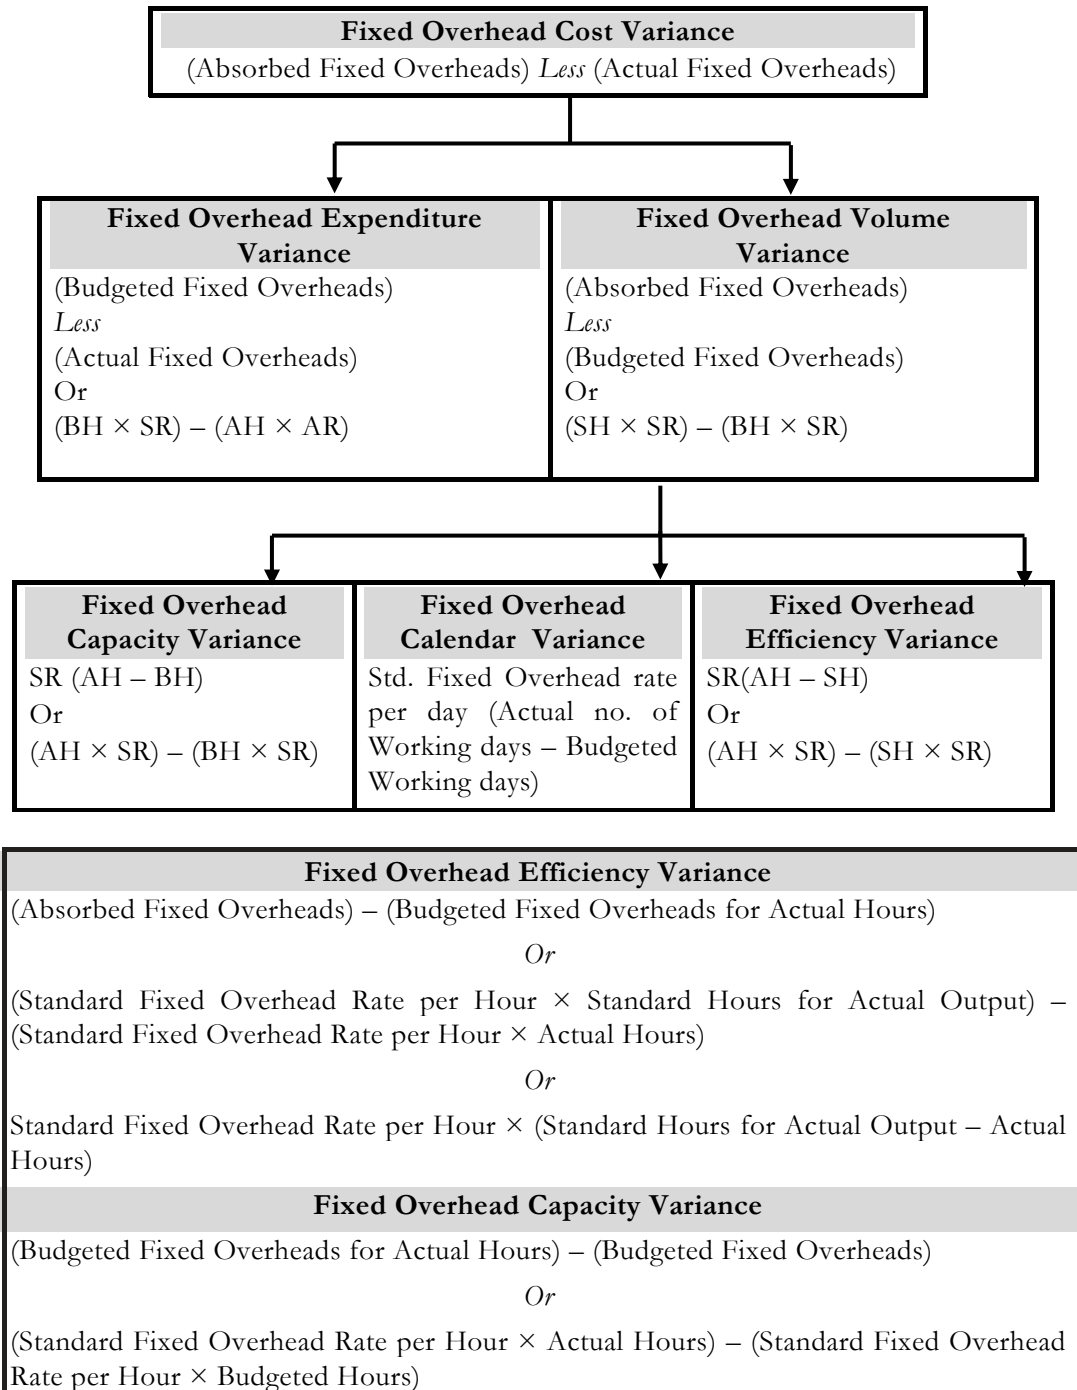 Fixed Overhead Cost Variance
(Absorbed Fixed Overheads) Less (Actual Fixed Overheads)
Fixed Overhead Expenditure
Variance
(Budgeted Fixed Overheads)
Less
(Actual Fixed Overheads)
Or
(BH × SR) – (AH × AR)
Fixed Overhead Volume
Variance
(Absorbed Fixed Overheads)
Less
(Budgeted Fixed Overheads)
Or
(SH × SR) – (BH × SR)
Fixed Overhead
Capacity Variance
SR (AH – BH)
Or
(AH × SR) – (BH × SR)
Fixed Overhead
Calendar Variance
Std. Fixed Overhead rate
per day (Actual no. of
Working days – Budgeted
Working days)
Fixed Overhead
Efficiency Variance
SR(AH – SH)
Or
(AH × SR) – (SH × SR)
Fixed Overhead Efficiency Variance
(Absorbed Fixed Overheads) – (Budgeted Fixed Overheads for Actual Hours)
Or
(Standard Fixed Overhead Rate per Hour × Standard Hours for Actual Output) –
(Standard Fixed Overhead Rate per Hour × Actual Hours)
Or
Standard Fixed Overhead Rate per Hour × (Standard Hours for Actual Output – Actual
Hours)
Fixed Overhead Capacity Variance
(Budgeted Fixed Overheads for Actual Hours) – (Budgeted Fixed Overheads)
Or
(Standard Fixed Overhead Rate per Hour × Actual Hours) – (Standard Fixed Overhead
Rate per Hour × Budgeted Hours)